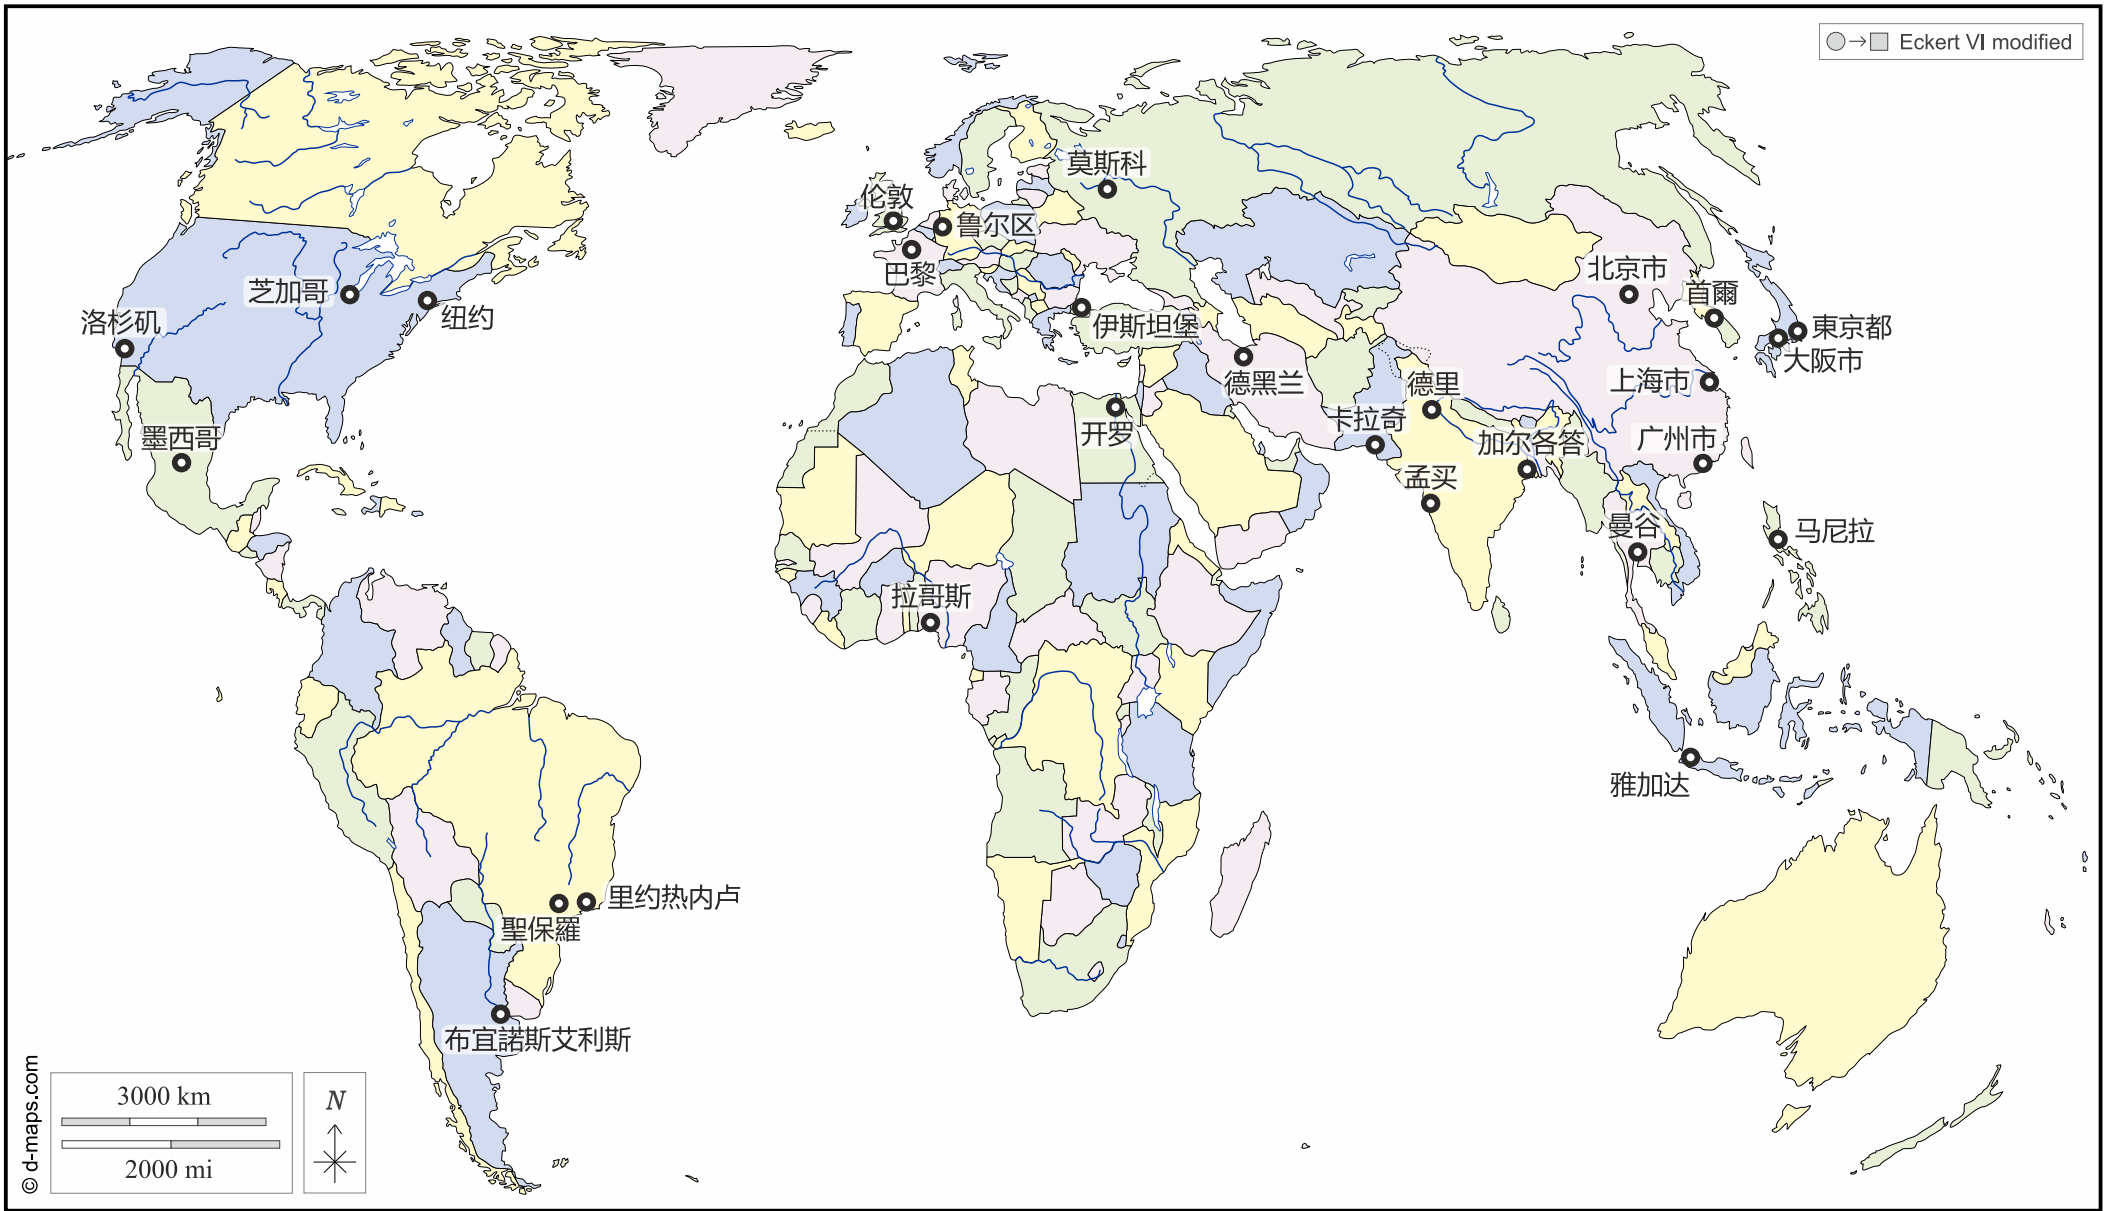 Eckert VI modified
莫斯科
伦敦
鲁尔区
巴黎
北京市
首爾
芝加哥
纽约
洛杉矶
伊斯坦堡
東京都
大阪市
德黑兰
德里
上海市
卡拉奇
开罗
墨西哥
加尔各答
广州市
孟买
曼谷
马尼拉
拉哥斯
雅加达
里约热内卢
聖保羅
布宜諾斯艾利斯
3000 km
2000 mi
N
© d-maps.com